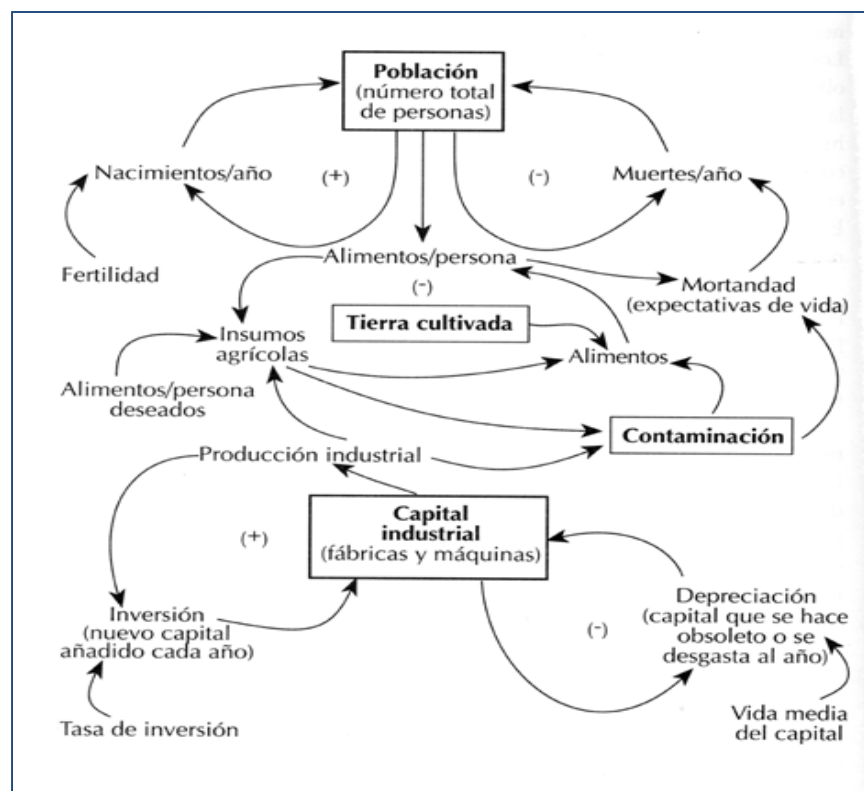 Población
(número total
de personas)
Nacimientos/año
(+)
(-)
Muertes/año
Fertilidad
Alimentos/persona
(-)
Mortandad
(expectativas de vida)
Tierra cultivada
Insumos
agrícolas
Alimentos
Alimentos/persona
deseados
Contaminación
Producción industrial
Capital
industrial
(fábricas y máquinas)
(+)
Inversión
(nuevo capital
añadido cada año)
(-)
Depreciación
(capital que se hace
obsoleto o se
desgasta al año)
Tasa de inversión
Vida media
del capital